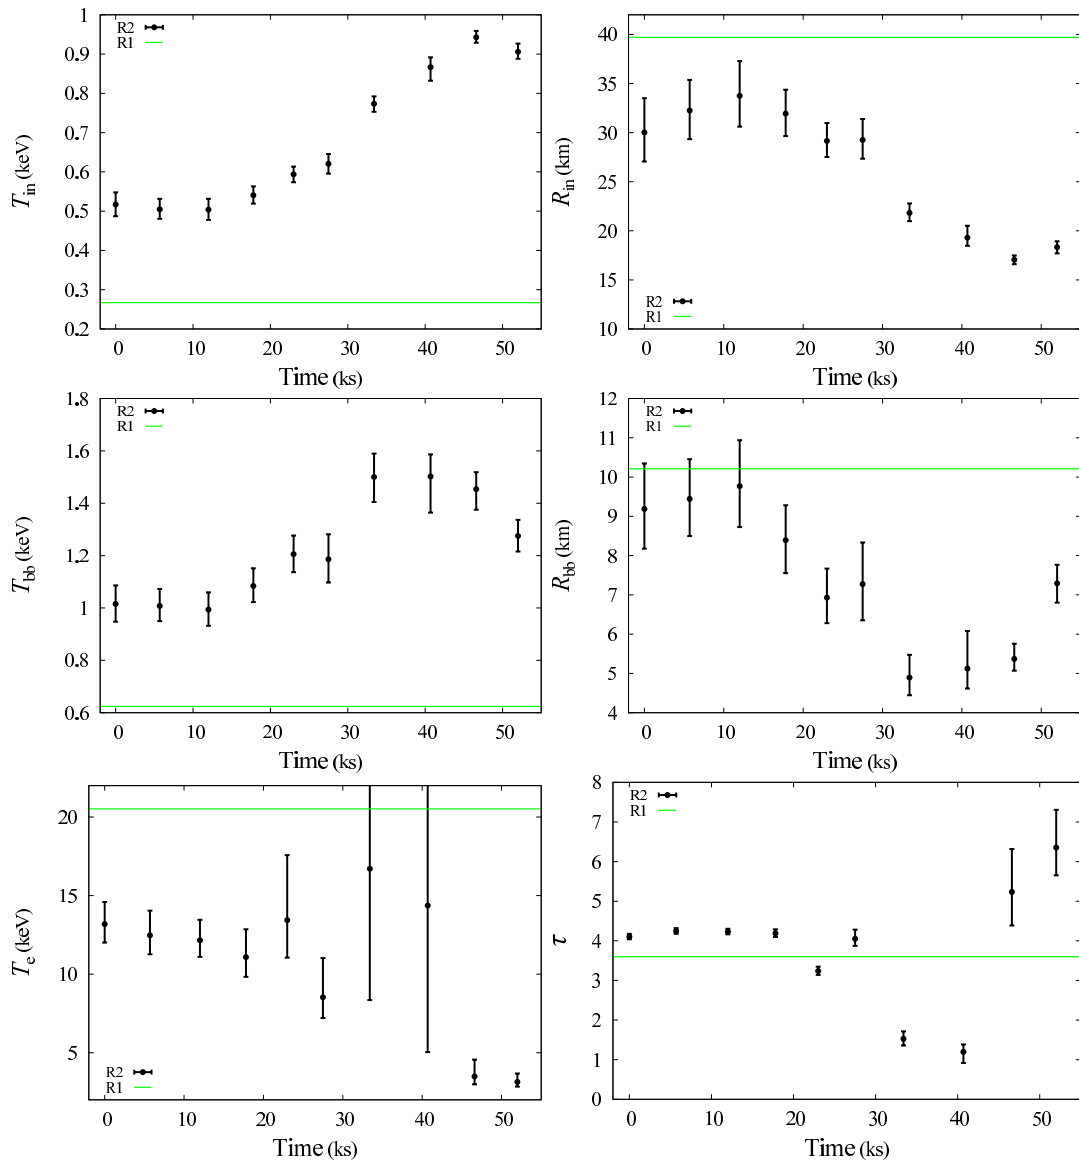 R2
R1
1
0.9
0.8
0.7
0.6
0.5
0.4
0.3
0.2
T_in (keV)
0 10 20 30 40 50
Time (ks)
40
35
30
25
20
15
10
R_in (km)
R2
R1
0 10 20 30 40 50
Time (ks)
R2
R1
1.8
1.6
1.4
1.2
1
0.8
0.6
T_bb (keV)
0 10 20 30 40 50
Time (ks)
R2
R1
12
11
10
9
8
7
6
5
4
R_bb (km)
0 10 20 30 40 50
Time (ks)
20
15
10
5
T_e (keV)
R2
R1
0 10 20 30 40 50
Time (ks)
R2
R1
8
7
6
5
4
3
2
1
0
τ
0 10 20 30 40 50
Time (ks)